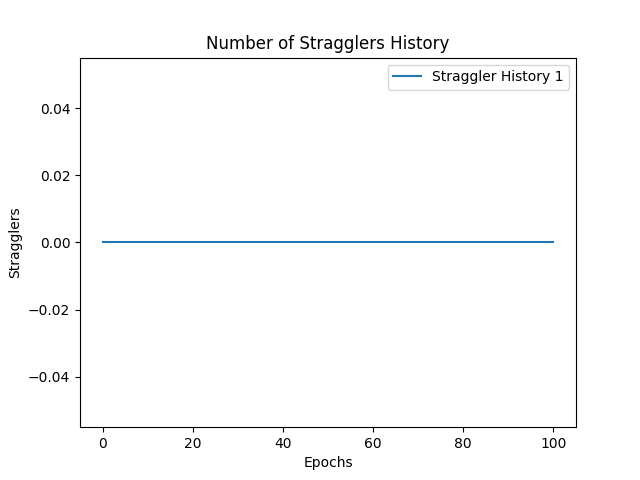 Number of Stragglers History
Straggler History 1
0.04
0.02
0.00
−0.02
−0.04
Stragglers
0 20 40 60 80 100
Epochs